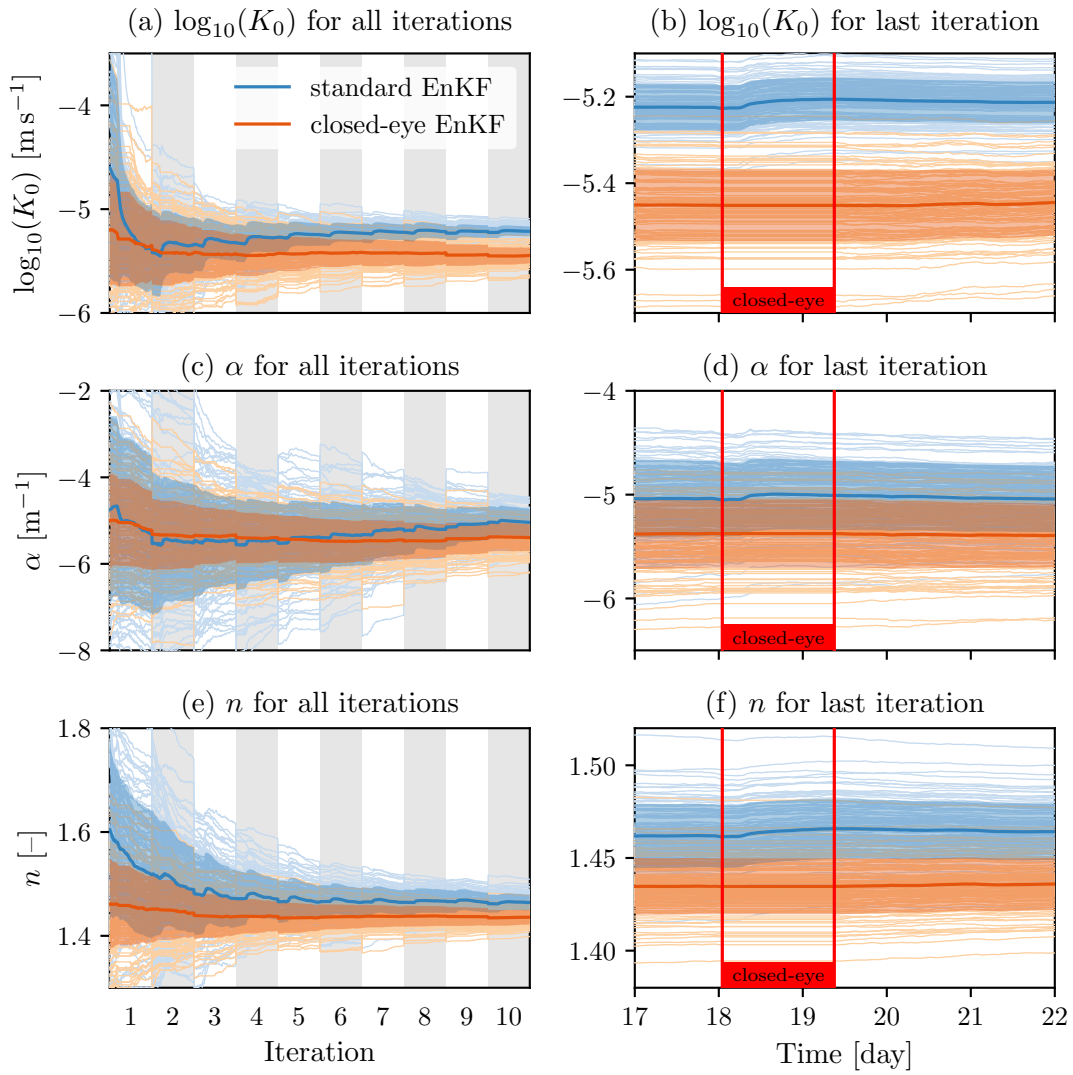 (a) log₁₀(K₀) for all iterations
(b) log₁₀(K₀) for last iteration
log₁₀(K₀) [m s⁻¹]
−4
−5
−6
standard EnKF
closed-eye EnKF
−5.2
−5.4
−5.6
closed-eye
(c) α for all iterations
(d) α for last iteration
α [m⁻¹]
−2
−4
−6
−8
−4
−5
−6
closed-eye
(e) n for all iterations
(f) n for last iteration
n [−]
1.8
1.6
1.4
1.50
1.45
1.40
closed-eye
1 2 3 4 5 6 7 8 9 10
Iteration
17 18 19 20 21 22
Time [day]